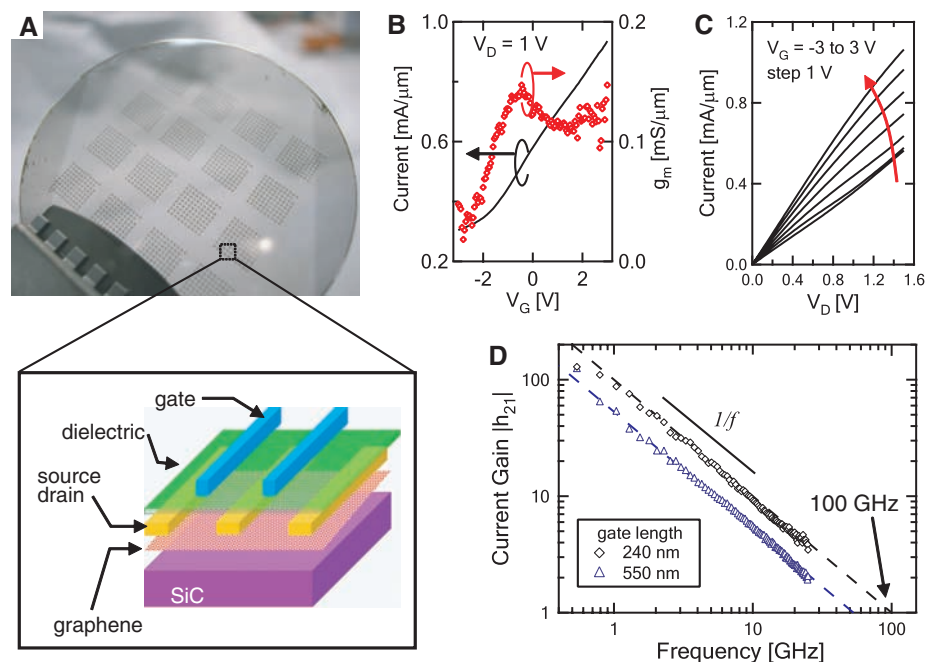 A
gate
dielectric
source
drain
graphene
SiC
B
V_D = 1 V
Current [mA/μm]
1.0
0.6
0.2
g_m [mS/μm]
0.2
0.1
0.0
-2
0
2
V_G [V]
C
V_G = -3 to 3 V
step 1 V
Current [mA/μm]
1.2
0.8
0.4
0.0
0.0
0.4
0.8
1.2
1.6
V_D [V]
D
Current Gain |h_21|
100
10
1
1/f
100 GHz
gate length
◇ 240 nm
△ 550 nm
1
10
100
Frequency [GHz]